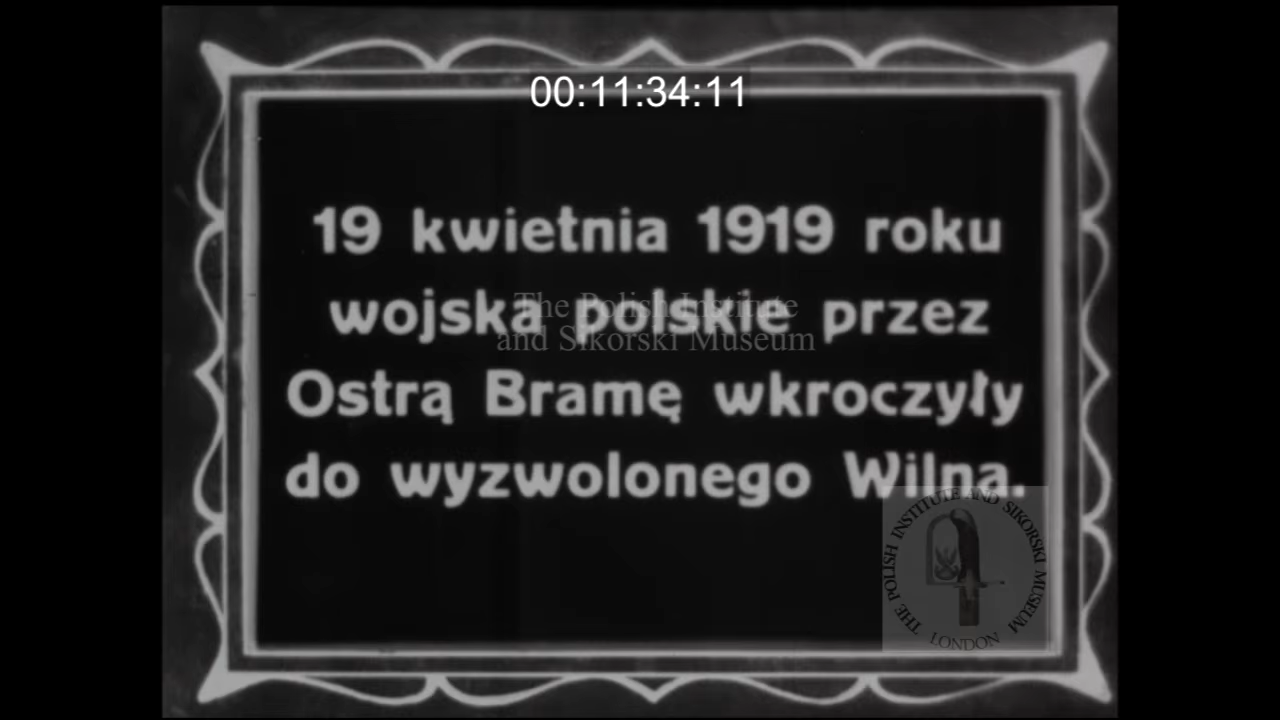 00:11:34:11
19 kwietnia 1919 roku
wojska polskie przez
Ostrą Bramę wkroczyły
do wyzwolonego Wilna.
The Polish Institute
and Sikorski Museum
THE POLISH INSTITUTE AND SIKORSKI MUSEUM
LONDON